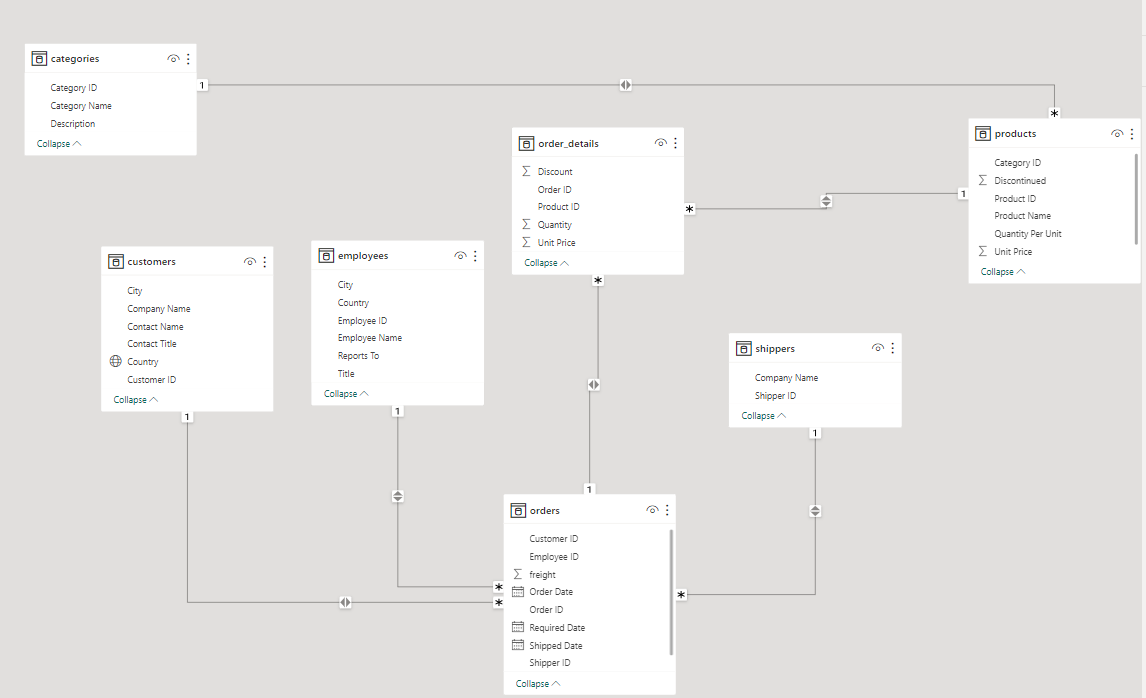 categories
Category ID
Category Name
Description
Collapse
1
*
products
Category ID
Discontinued
Product ID
Product Name
Quantity Per Unit
Unit Price
Collapse
1
order_details
Discount
Order ID
Product ID
Quantity
Unit Price
Collapse
*
*
customers
City
Company Name
Contact Name
Contact Title
Country
Customer ID
Collapse
1
employees
City
Country
Employee ID
Employee Name
Reports To
Title
Collapse
1
shippers
Company Name
Shipper ID
Collapse
1
1
orders
Customer ID
Employee ID
freight
Order Date
Order ID
Required Date
Shipped Date
Shipper ID
Collapse
*
*
*